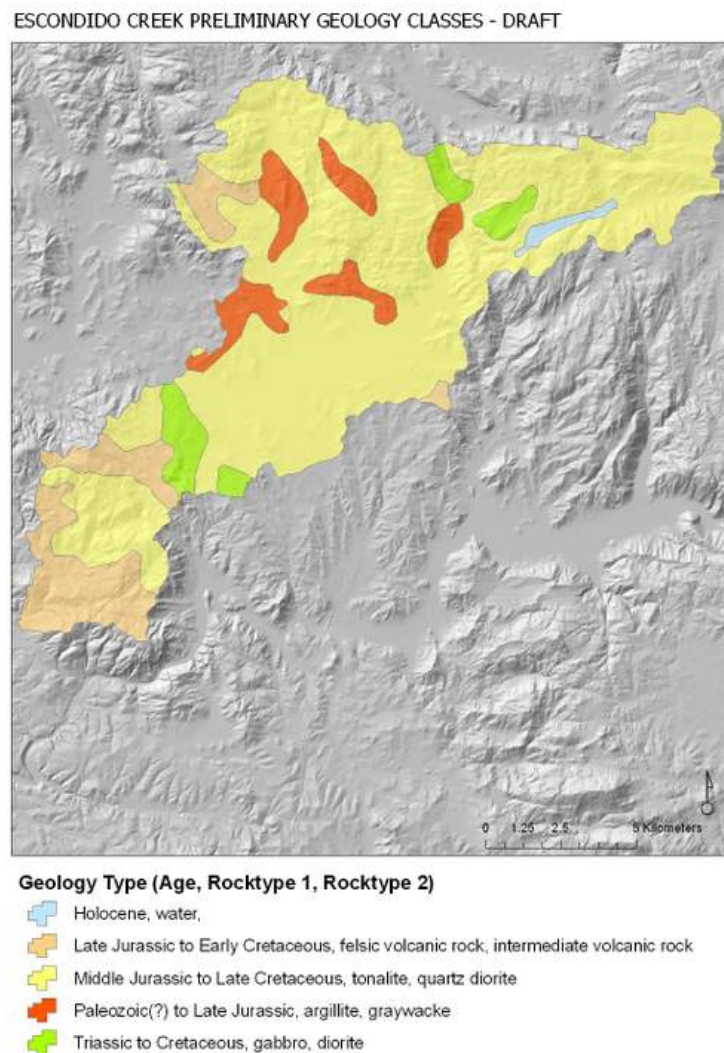 ESCONDIDO CREEK PRELIMINARY GEOLOGY CLASSES - DRAFT
0 1.25 2.5 5 Kilometers
Geology Type (Age, Rocktype 1, Rocktype 2)
Holocene, water,
Late Jurassic to Early Cretaceous, felsic volcanic rock, intermediate volcanic rock
Middle Jurassic to Late Cretaceous, tonalite, quartz diorite
Paleozoic(?) to Late Jurassic, argillite, graywacke
Triassic to Cretaceous, gabbro, diorite